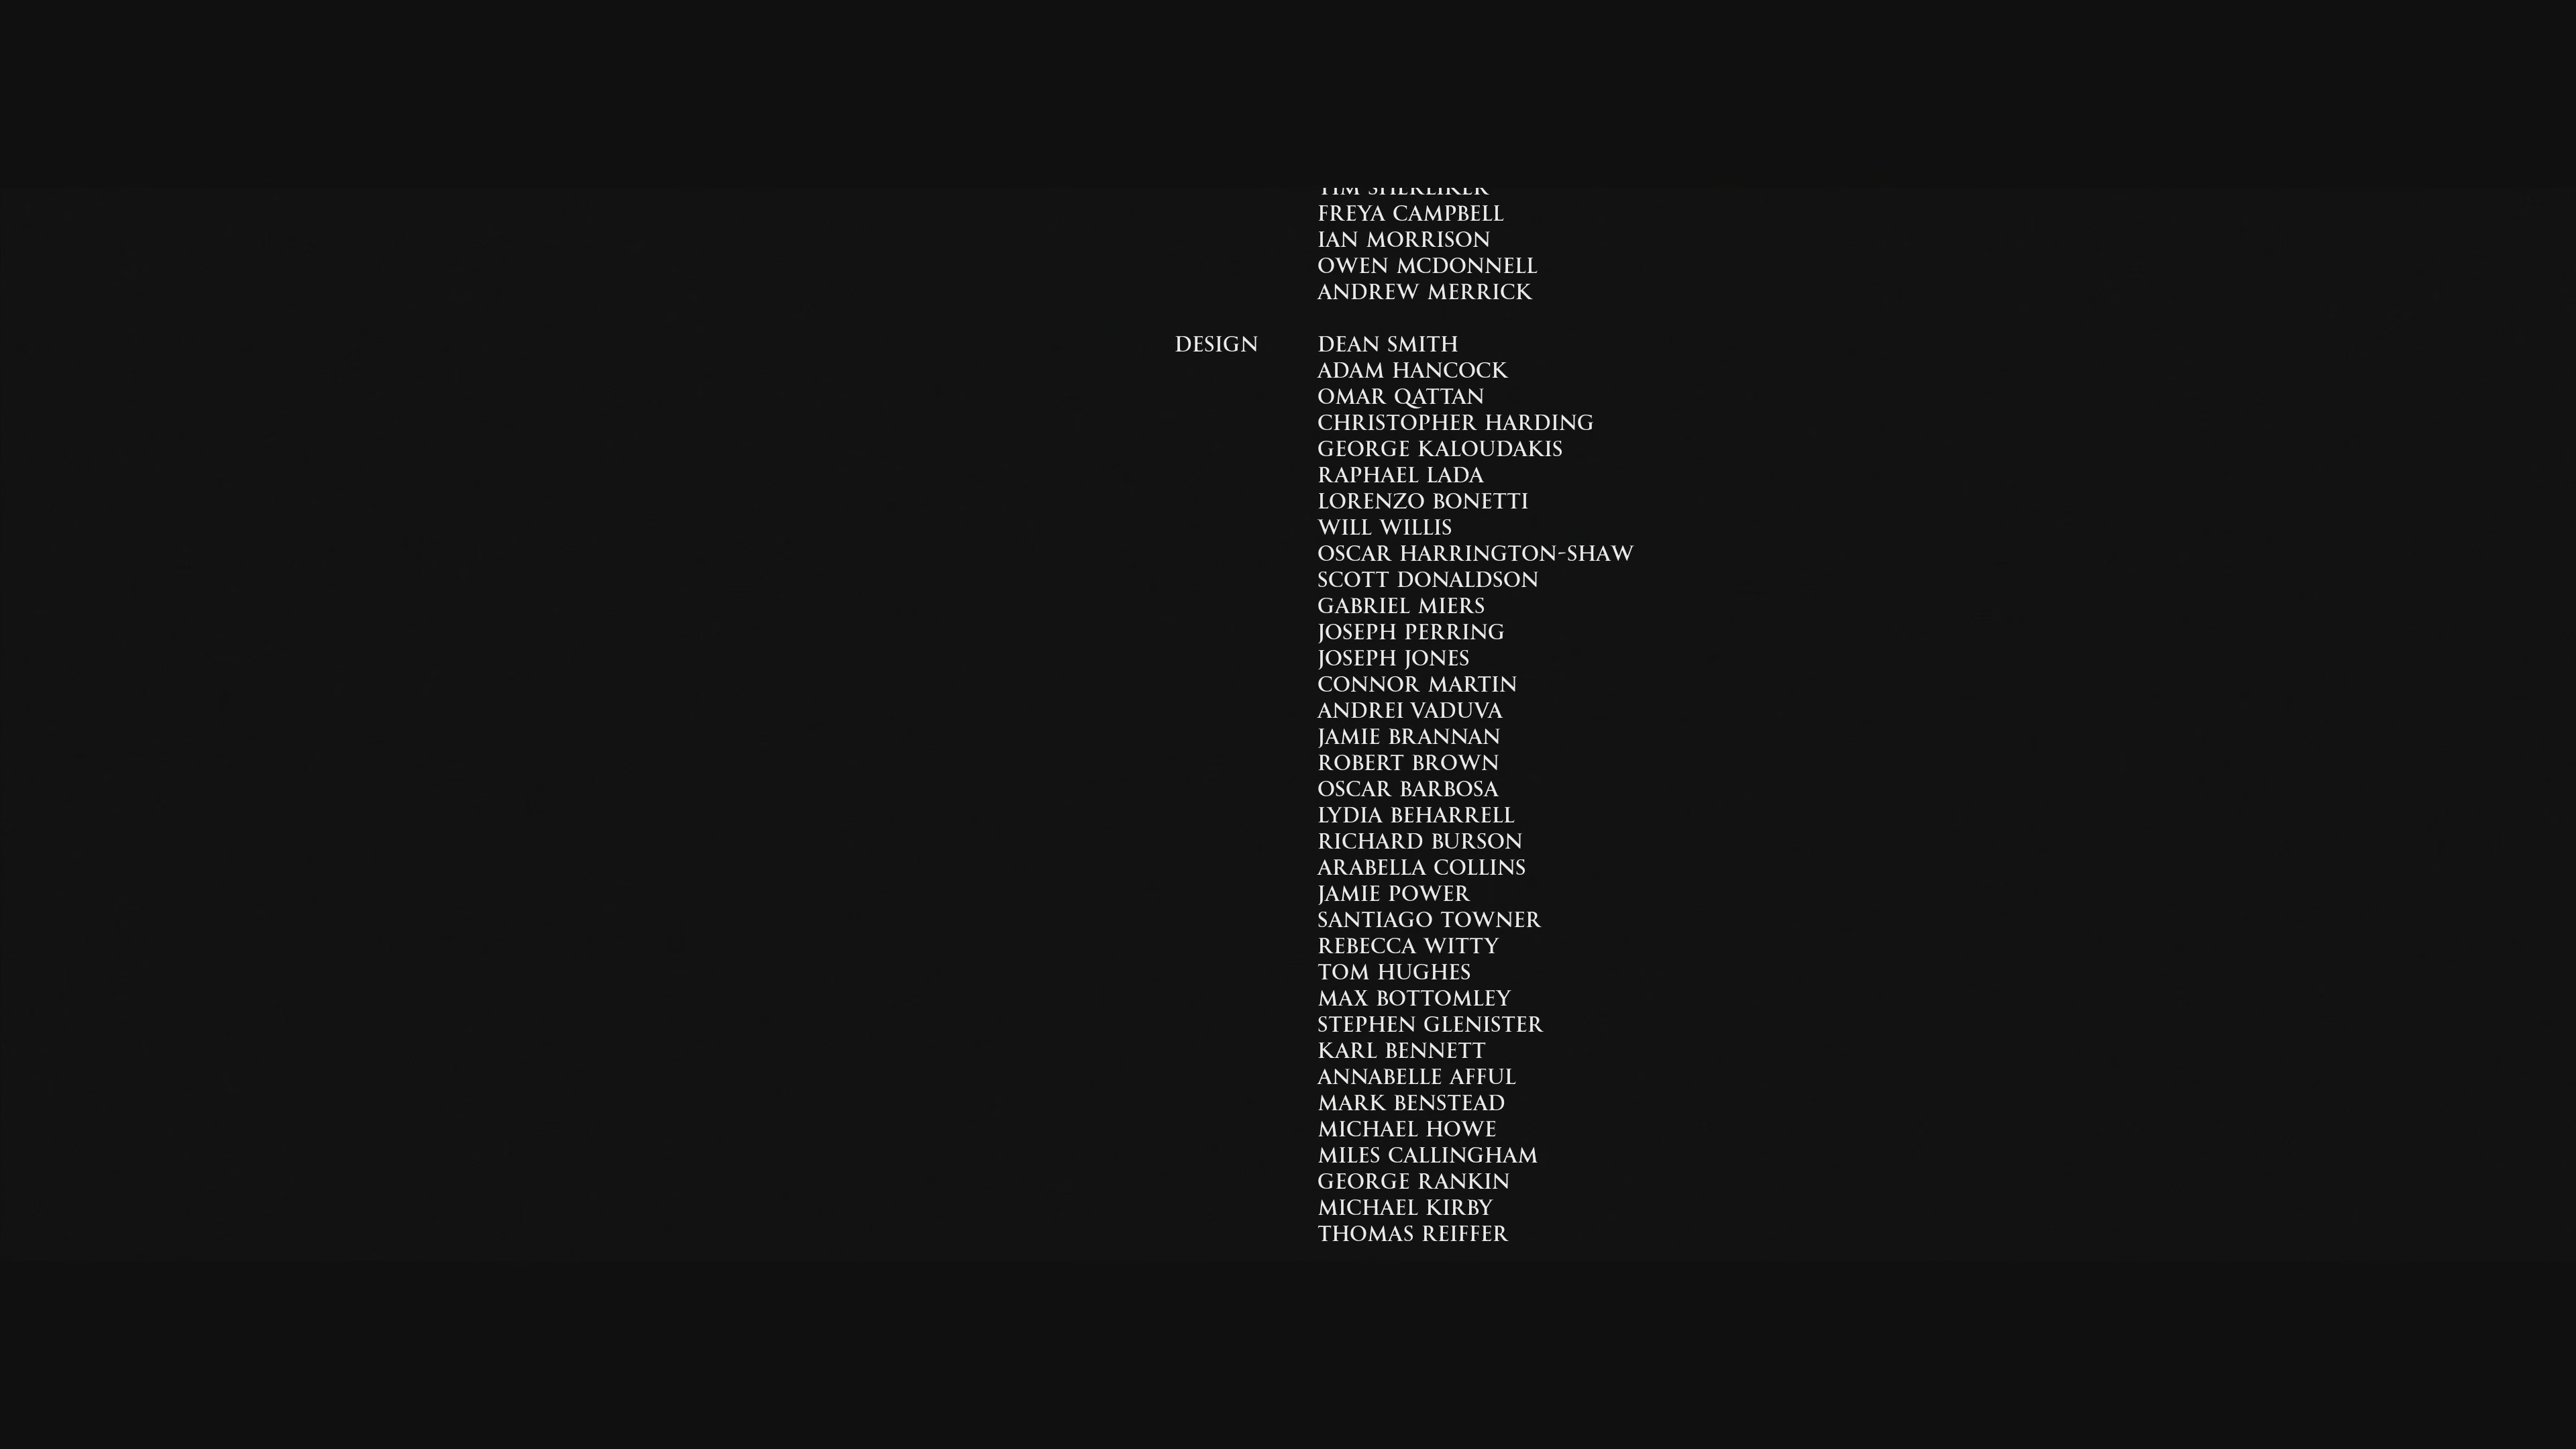 FREYA CAMPBELL
IAN MORRISON
OWEN MCDONNELL
ANDREW MERRICK
DESIGN DEAN SMITH
ADAM HANCOCK
OMAR QATTAN
CHRISTOPHER HARDING
GEORGE KALOUDAKIS
RAPHAEL LADA
LORENZO BONETTI
WILL WILLIS
OSCAR HARRINGTON-SHAW
SCOTT DONALDSON
GABRIEL MIERS
JOSEPH PERRING
JOSEPH JONES
CONNOR MARTIN
ANDREI VADUVA
JAMIE BRANNAN
ROBERT BROWN
OSCAR BARBOSA
LYDIA BEHARRELL
RICHARD BURSON
ARABELLA COLLINS
JAMIE POWER
SANTIAGO TOWNER
REBECCA WITTY
TOM HUGHES
MAX BOTTOMLEY
STEPHEN GLENISTER
KARL BENNETT
ANNABELLE AFFUL
MARK BENSTEAD
MICHAEL HOWE
MILES CALLINGHAM
GEORGE RANKIN
MICHAEL KIRBY
THOMAS REIFFER